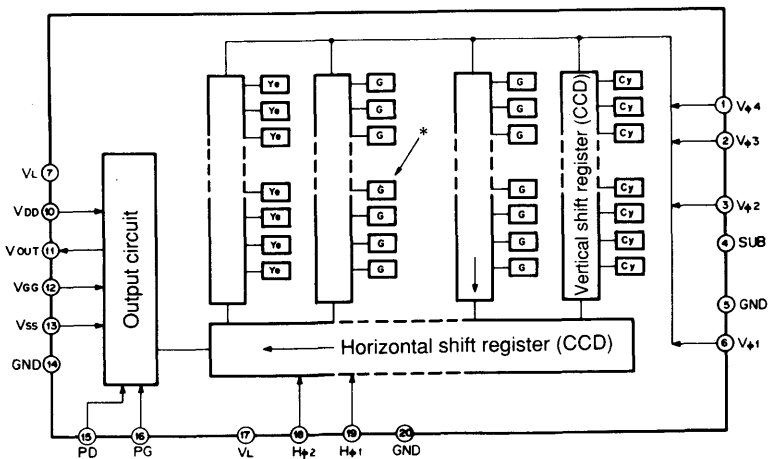 Ye G G Cy
Ye G G Cy
Ye G G Cy
*
Ye G G Cy
Ye G G Cy
Ye G G Cy
Ye G G Cy
Vertical shift register (CCD)
Output circuit
Horizontal shift register (CCD)
VL 7
VDD 10
VOUT 11
VGG 12
VSS 13
GND 14
1 Vφ4
2 Vφ3
3 Vφ2
4 SUB
5 GND
6 Vφ1
15 16 17 18 19 20
PD PG VL Hφ2 Hφ1 GND